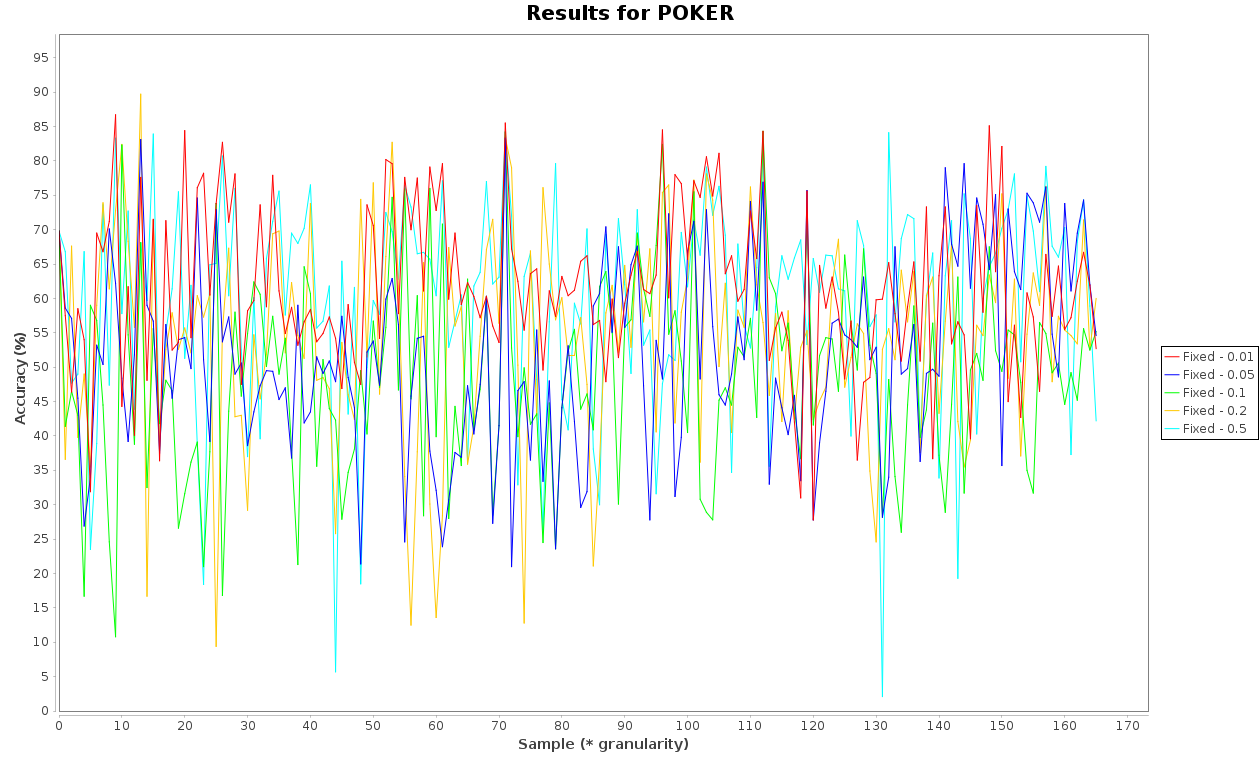 Results for POKER
Accuracy (%)
95
90
85
80
75
70
65
60
55
50
45
40
35
30
25
20
15
10
5
0
0 10 20 30 40 50 60 70 80 90 100 110 120 130 140 150 160 170
Sample (* granularity)
Fixed - 0.01
Fixed - 0.05
Fixed - 0.1
Fixed - 0.2
Fixed - 0.5